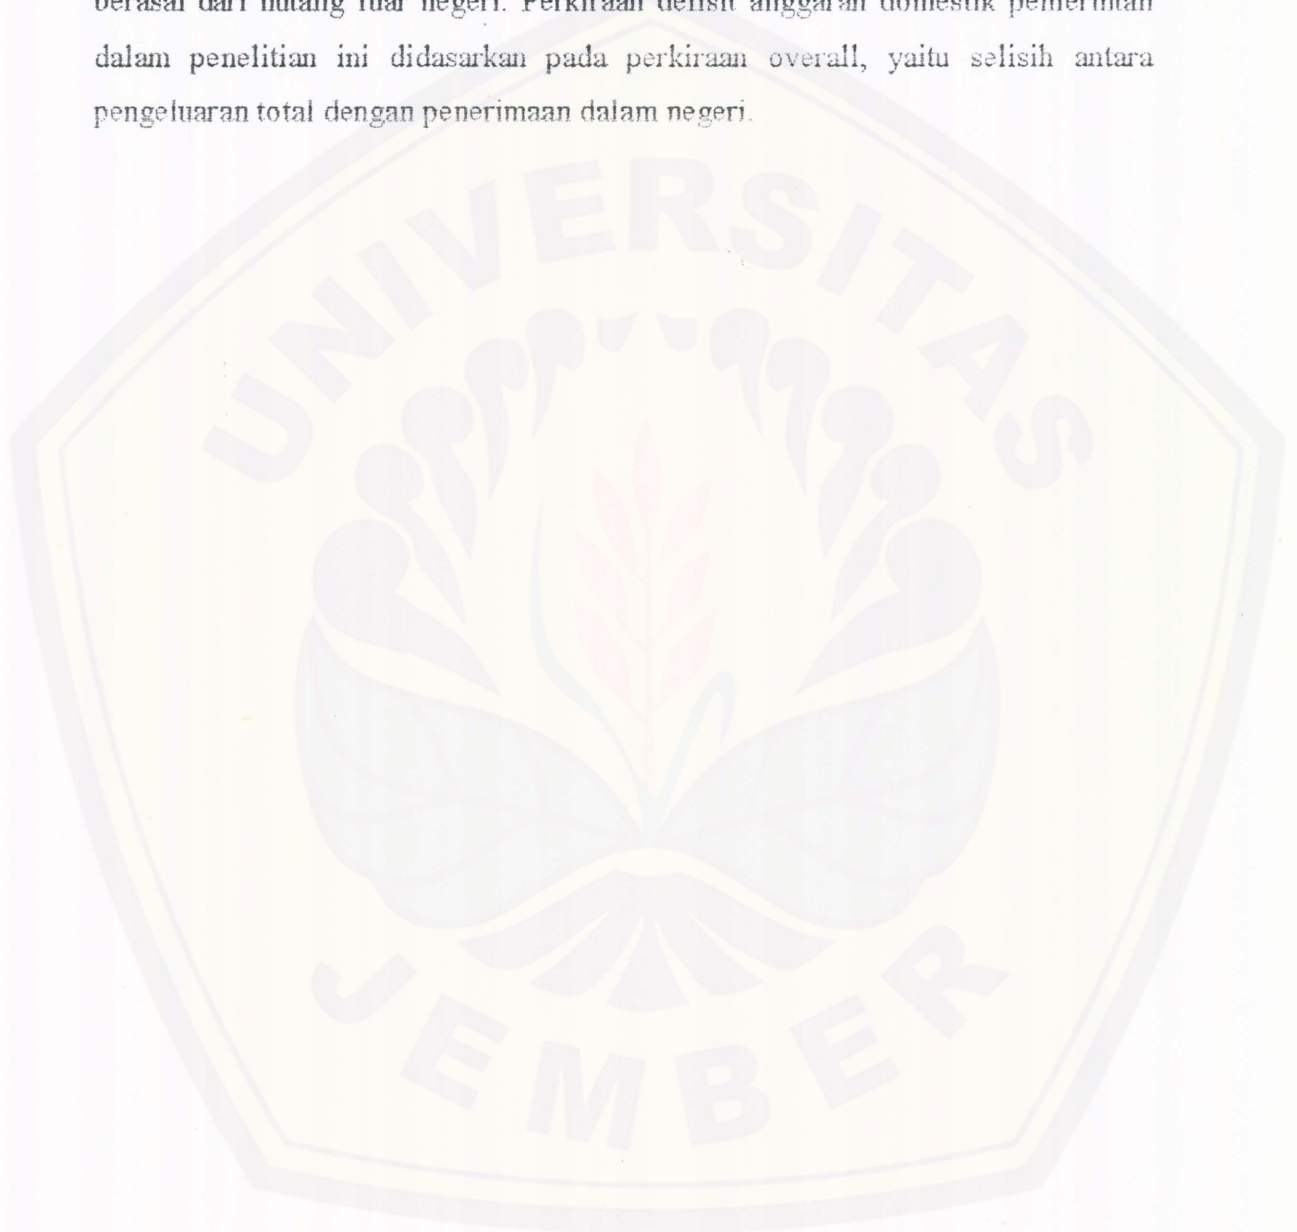 berasal dari hutang luar negeri. Perkiraan defisit anggaran domestik pemerintah
dalam penelitian ini didasarkan pada perkiraan overall, yaitu selisih antara
pengeluaran total dengan penerimaan dalam negeri.
UNIVERSITAS
JEMBER